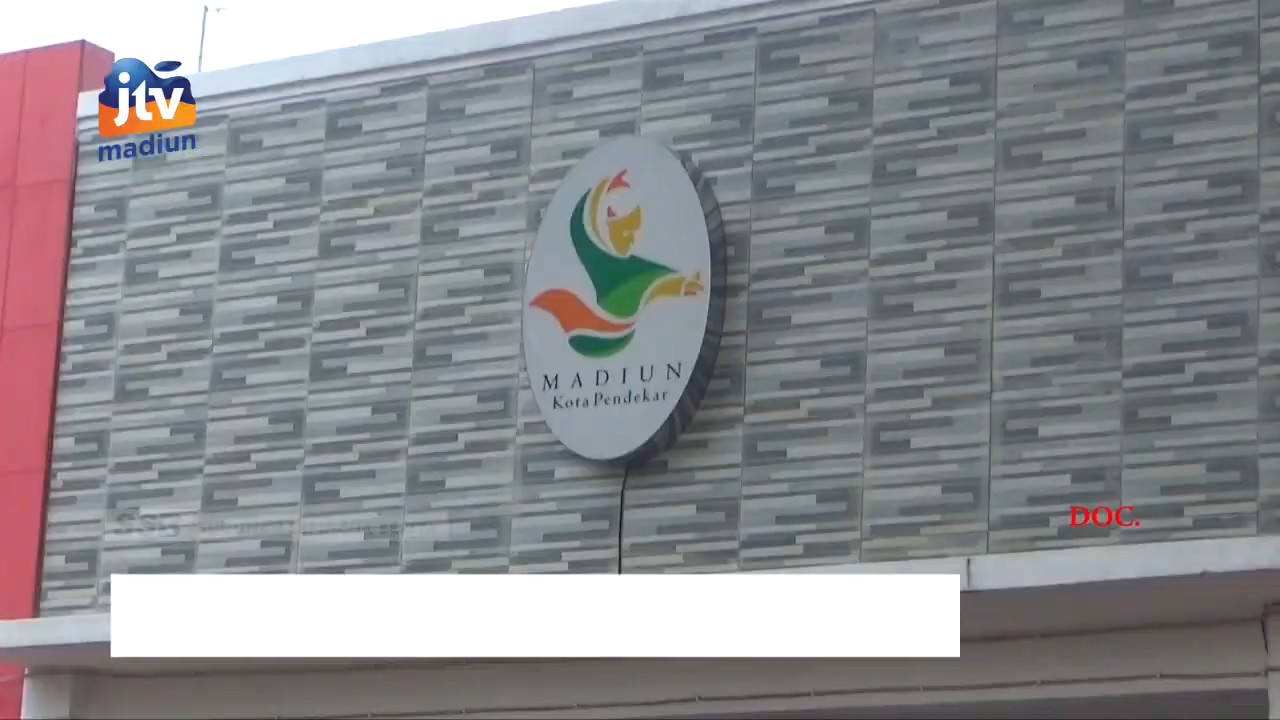 jtv
madiun
MADIUN
Kota Pendekar
DOC.